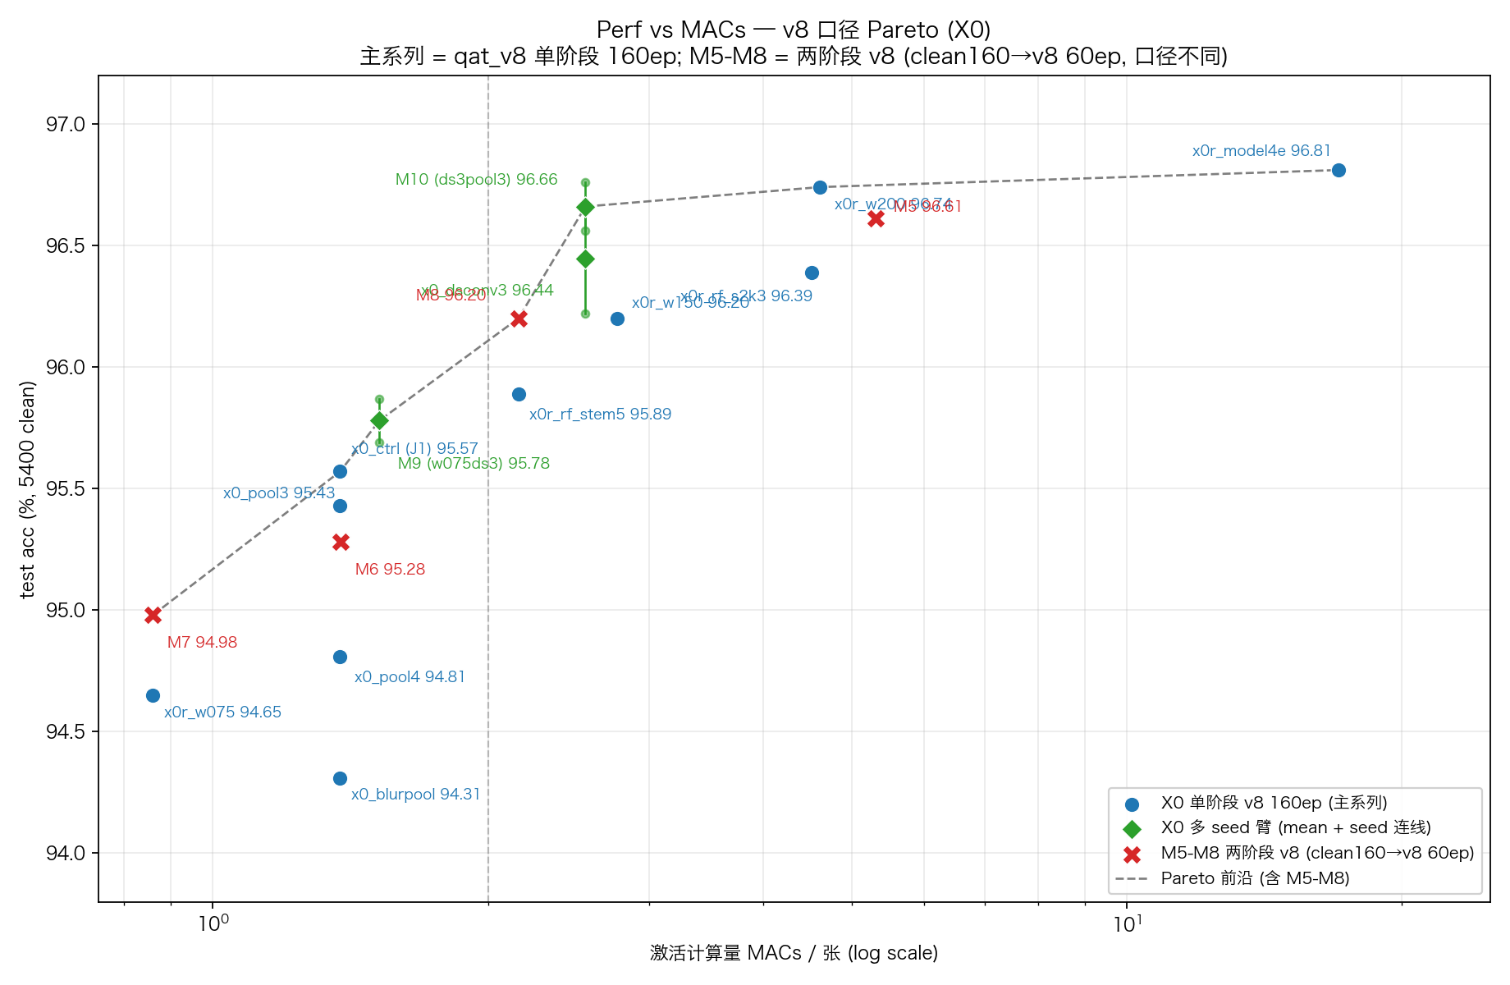 Perf vs MACs — v8 口径 Pareto (X0)
主系列 = qat_v8 单阶段 160ep; M5-M8 = 两阶段 v8 (clean160→v8 60ep, 口径不同)
97.0
96.5
96.0
95.5
95.0
94.5
94.0
test acc (%, 5400 clean)
x0r_model4e 96.81
M10 (ds3pool3) 96.66
x0r_w200 96.74
M5 96.61
x0_dsconv3 96.44
M8 96.20
x0r_rf_s2k3 96.39
x0r_w150 96.20
x0r_rf_stem5 95.89
x0_ctrl (J1) 95.57
M9 (w075ds3) 95.78
x0_pool3 95.43
M6 95.28
M7 94.98
x0_pool4 94.81
x0r_w075 94.65
x0_blurpool 94.31
X0 单阶段 v8 160ep (主系列)
X0 多 seed 臂 (mean + seed 连线)
M5-M8 两阶段 v8 (clean160→v8 60ep)
Pareto 前沿 (含 M5-M8)
10⁰
10¹
激活计算量 MACs / 张 (log scale)